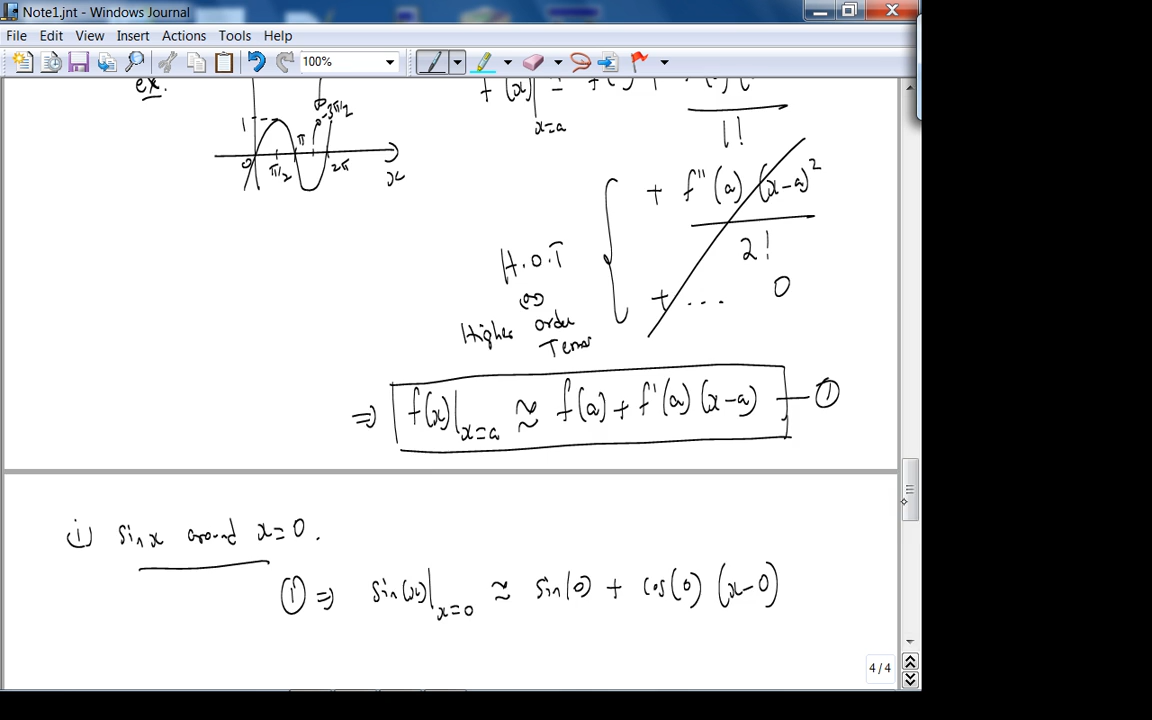 Note1.jnt - Windows Journal
File Edit View Insert Actions Tools Help
100%
ex.
1
π
3π/2
0
π/2
2π
x
x=a
1!
+ f''(a) (x-a)²
2!
H.O.T
+ ... 0
Higher order
Terms
⇒ f(x)|x=a ≈ f(a) + f'(a) (x-a) — ①
i) sin x around x=0.
① ⇒ sin(x)|x=0 ≈ sin(0) + cos(0) (x-0)
4 / 4